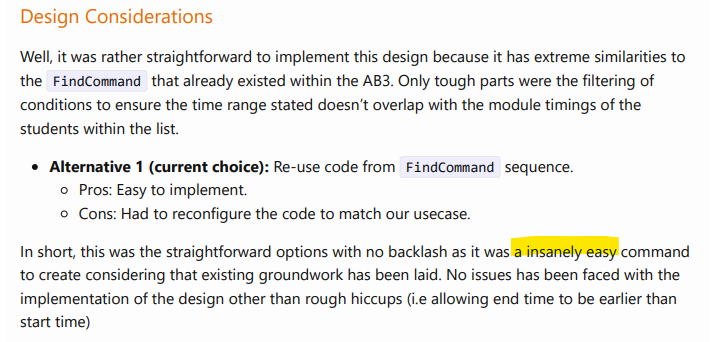 Design Considerations
Well, it was rather straightforward to implement this design because it has extreme similarities to
the FindCommand that already existed within the AB3. Only tough parts were the filtering of
conditions to ensure the time range stated doesn’t overlap with the module timings of the
students within the list.
• Alternative 1 (current choice): Re-use code from FindCommand sequence.
○ Pros: Easy to implement.
○ Cons: Had to reconfigure the code to match our usecase.
In short, this was the straightforward options with no backlash as it was a insanely easy command
to create considering that existing groundwork has been laid. No issues has been faced with the
implementation of the design other than rough hiccups (i.e allowing end time to be earlier than
start time)